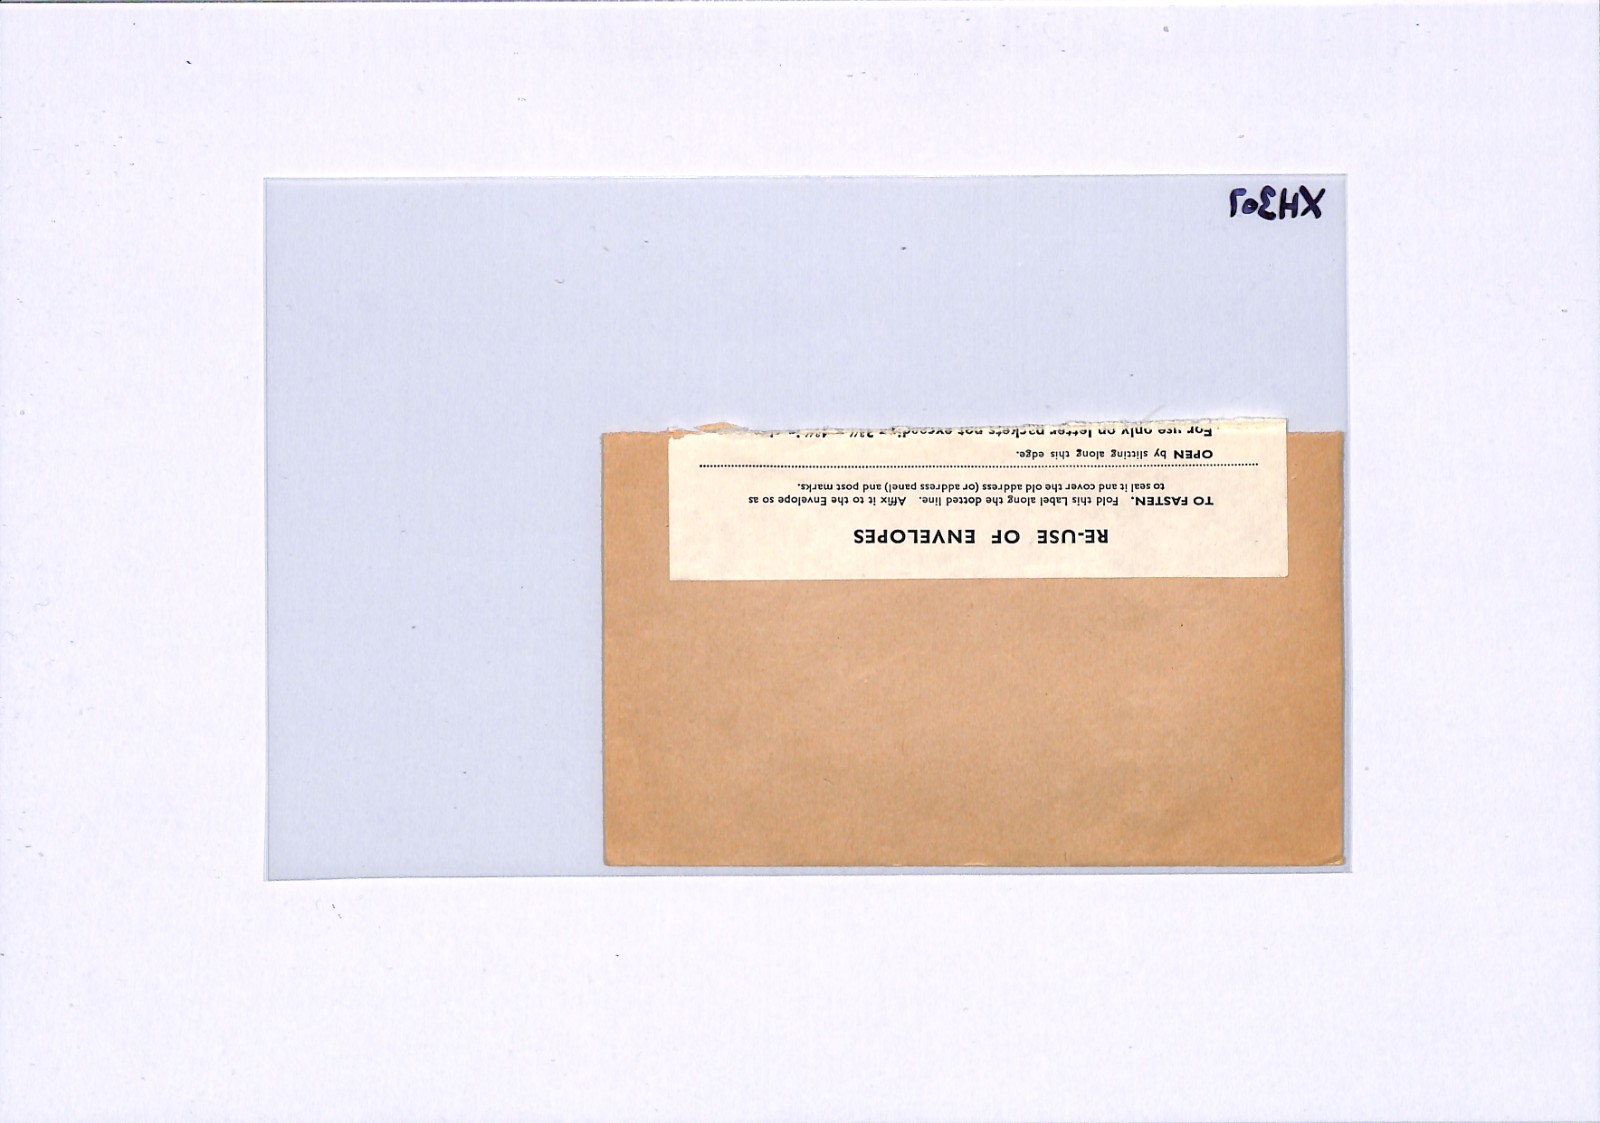 RE-USE OF ENVELOPES
TO FASTEN. Fold this Label along the dotted line. Affix it to the Envelope so as
to seal it and cover the old address (or address panel) and post marks.
OPEN by slitting along this edge.
For use only on letter packets not exceeding